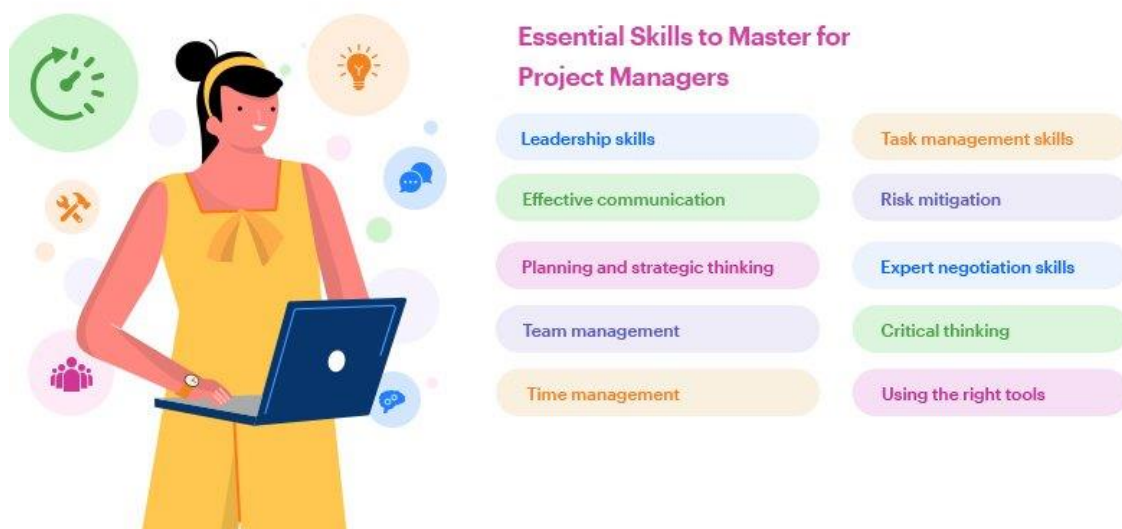 Essential Skills to Master for
Project Managers
Leadership skills
Task management skills
Effective communication
Risk mitigation
Planning and strategic thinking
Expert negotiation skills
Team management
Critical thinking
Time management
Using the right tools